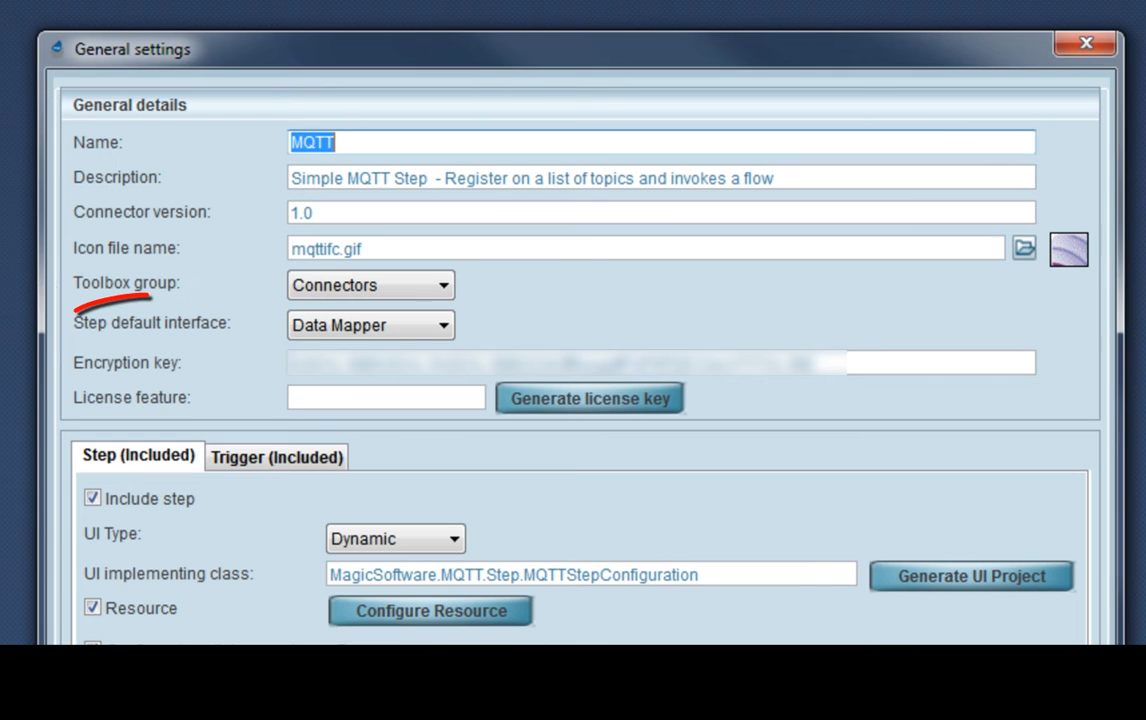 General settings
General details
Name: MQTT
Description: Simple MQTT Step - Register on a list of topics and invokes a flow
Connector version: 1.0
Icon file name: mqttifc.gif
Toolbox group: Connectors
Step default interface: Data Mapper
Encryption key:
License feature: Generate license key
Step (Included) Trigger (Included)
Include step
UI Type: Dynamic
UI implementing class: MagicSoftware.MQTT.Step.MQTTStepConfiguration Generate UI Project
Resource Configure Resource